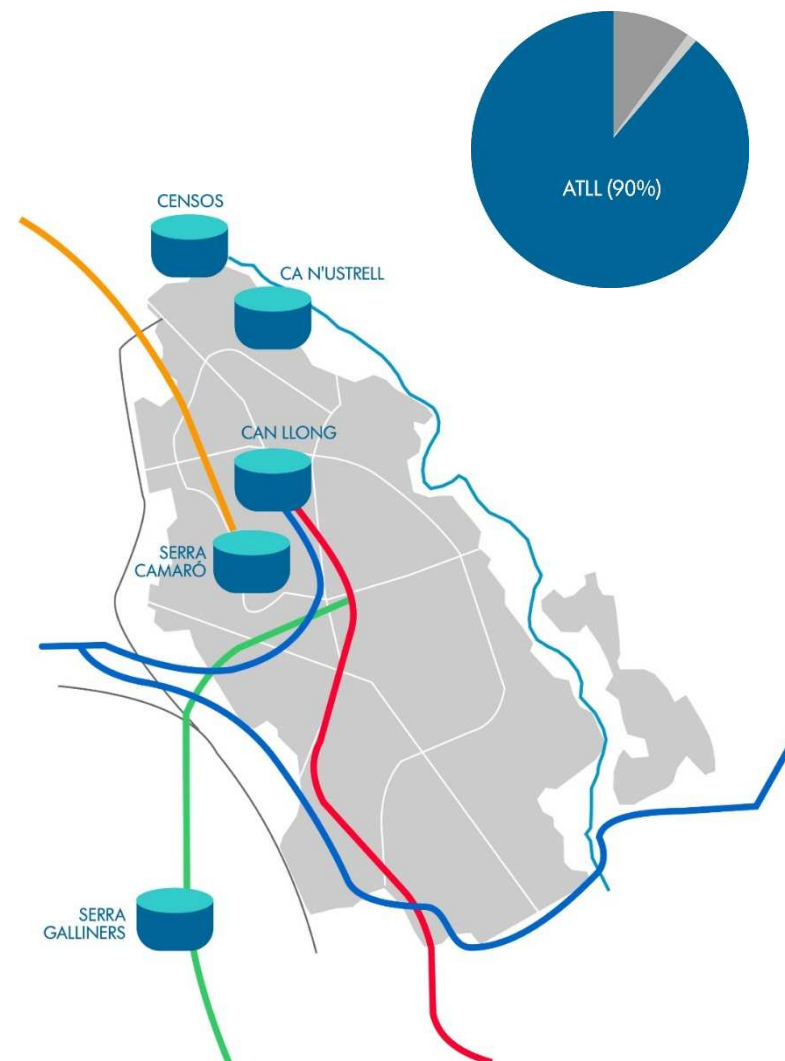 ATLL (90%)
CENSOS
CA N'USTRELL
CAN LLONG
SERRA
CAMARÓ
SERRA
GALLINERS